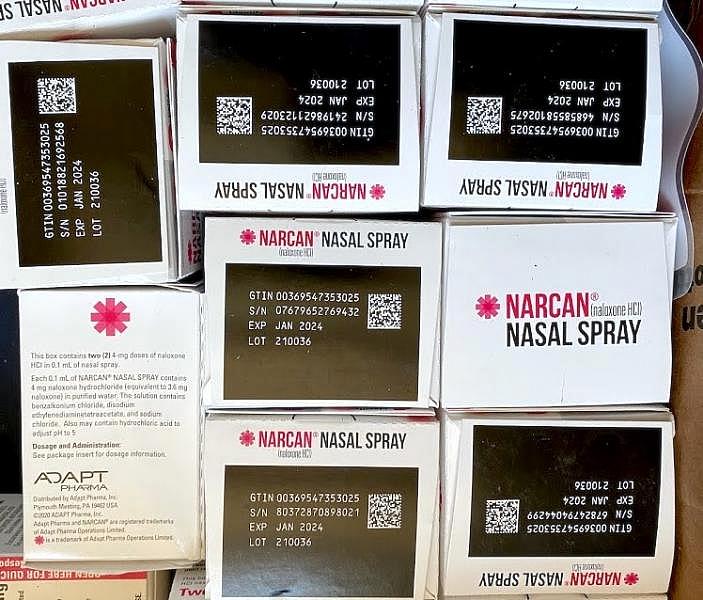 NASAL SPRAY
GTIN 00369547353025
S/N 01018821692568
EXP JAN 2024
LOT 210036
GTIN 00369547353025
S/N 24198621123029
EXP JAN 2024
LOT 210036
NARCAN® NASAL SPRAY
(naloxone HCl)
GTIN 00369547353025
S/N 46858558102675
EXP JAN 2024
LOT 210036
NARCAN® NASAL SPRAY
(naloxone HCl)
NARCAN® NASAL SPRAY
(naloxone HCl)
GTIN 00369547353025
S/N 07679652769432
EXP JAN 2024
LOT 210036
NARCAN® (naloxone HCl)
NASAL SPRAY
This box contains two (2) 4-mg doses of naloxone
HCl in 0.1 mL of nasal spray.
Each 0.1 mL of NARCAN® NASAL SPRAY contains
4 mg naloxone hydrochloride (equivalent to 3.6 mg
naloxone) in purified water. The solution contains
benzalkonium chloride, disodium
ethylenediaminetetraacetate, and sodium
chloride. Also may contain hydrochloric acid to
adjust pH to 5
Dosage and Administration:
See package insert for dosage information.
ADAPT
PHARMA
Distributed by Adapt Pharma, Inc.
Plymouth Meeting, PA 19462 USA
©2020 ADAPT Pharma, Inc.
Adapt Pharma and NARCAN® are registered trademarks
of Adapt Pharma Operations Limited.
is a trademark of Adapt Pharma Operations Limited.
NARCAN® NASAL SPRAY
(naloxone HCl)
GTIN 00369547353025
S/N 80372870898021
EXP JAN 2024
LOT 210036
GTIN 00369547353025
S/N 67824794044299
EXP JAN 2024
LOT 210036
NARCAN® NASAL SPRAY
(naloxone HCl)
OPEN HERE FOR QUIC